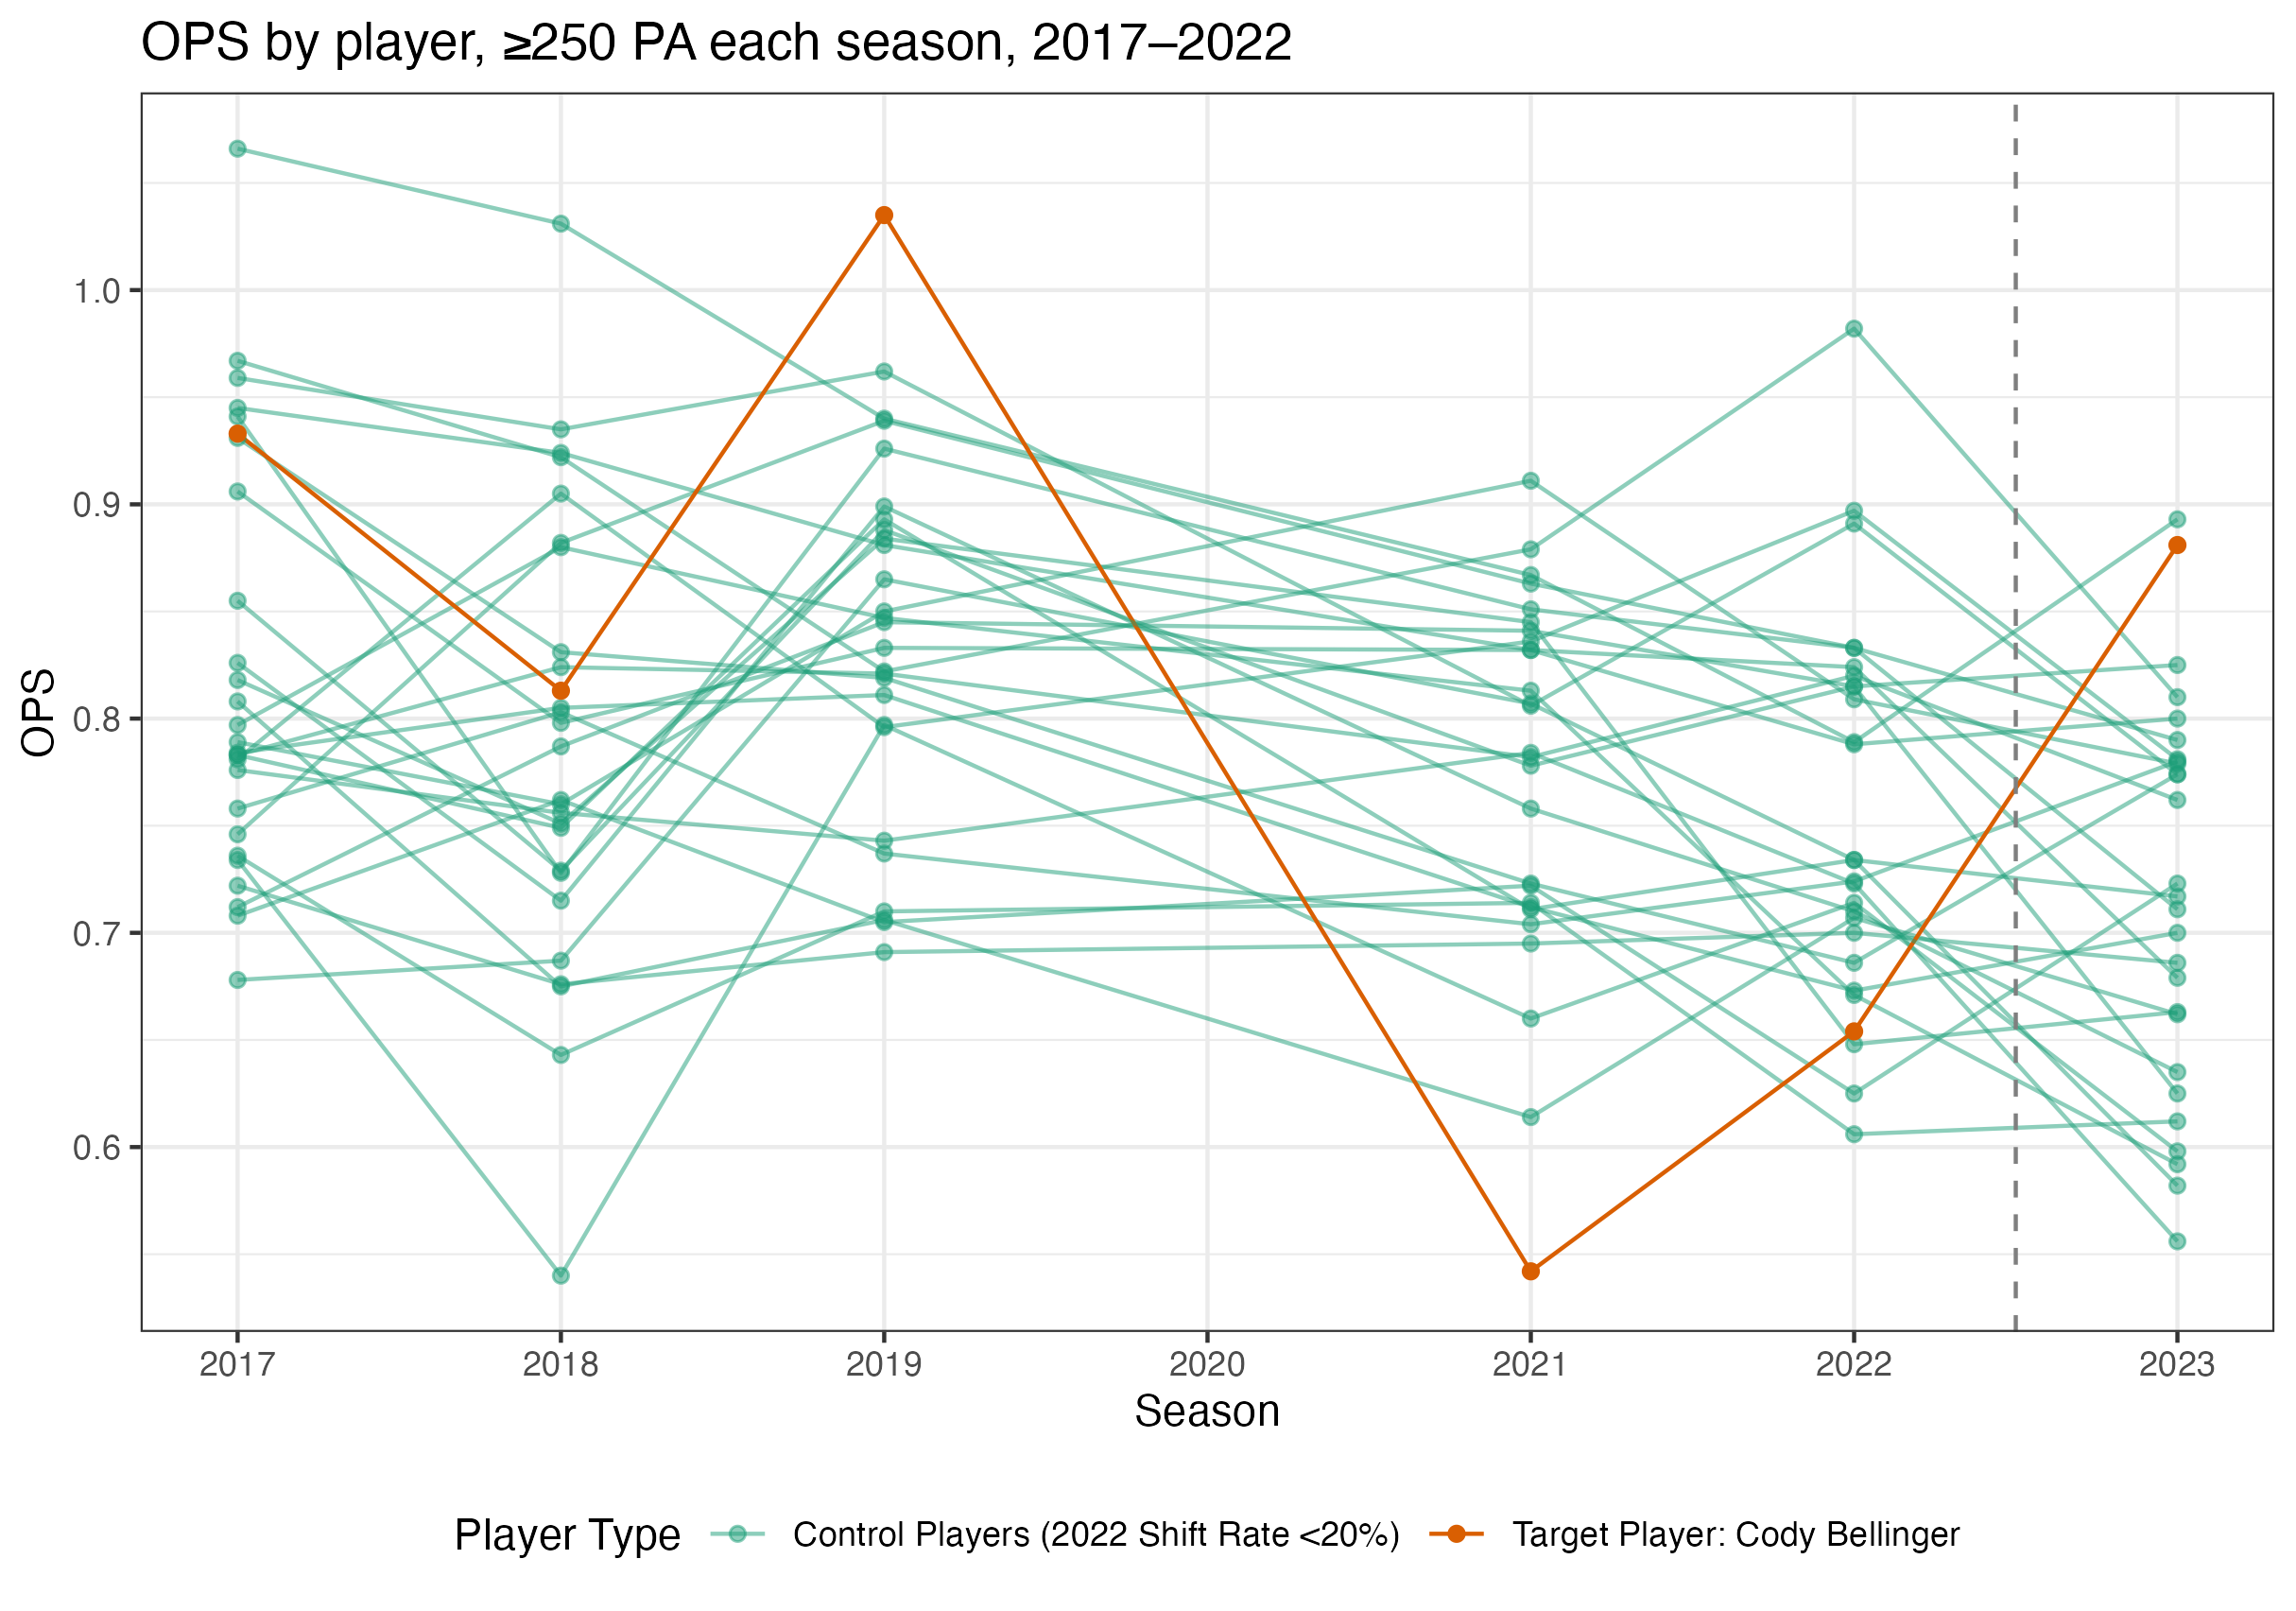 OPS by player, ≥250 PA each season, 2017–2022
OPS
1.0
0.9
0.8
0.7
0.6
2017 2018 2019 2020 2021 2022 2023
Season
Player Type Control Players (2022 Shift Rate <20%) Target Player: Cody Bellinger